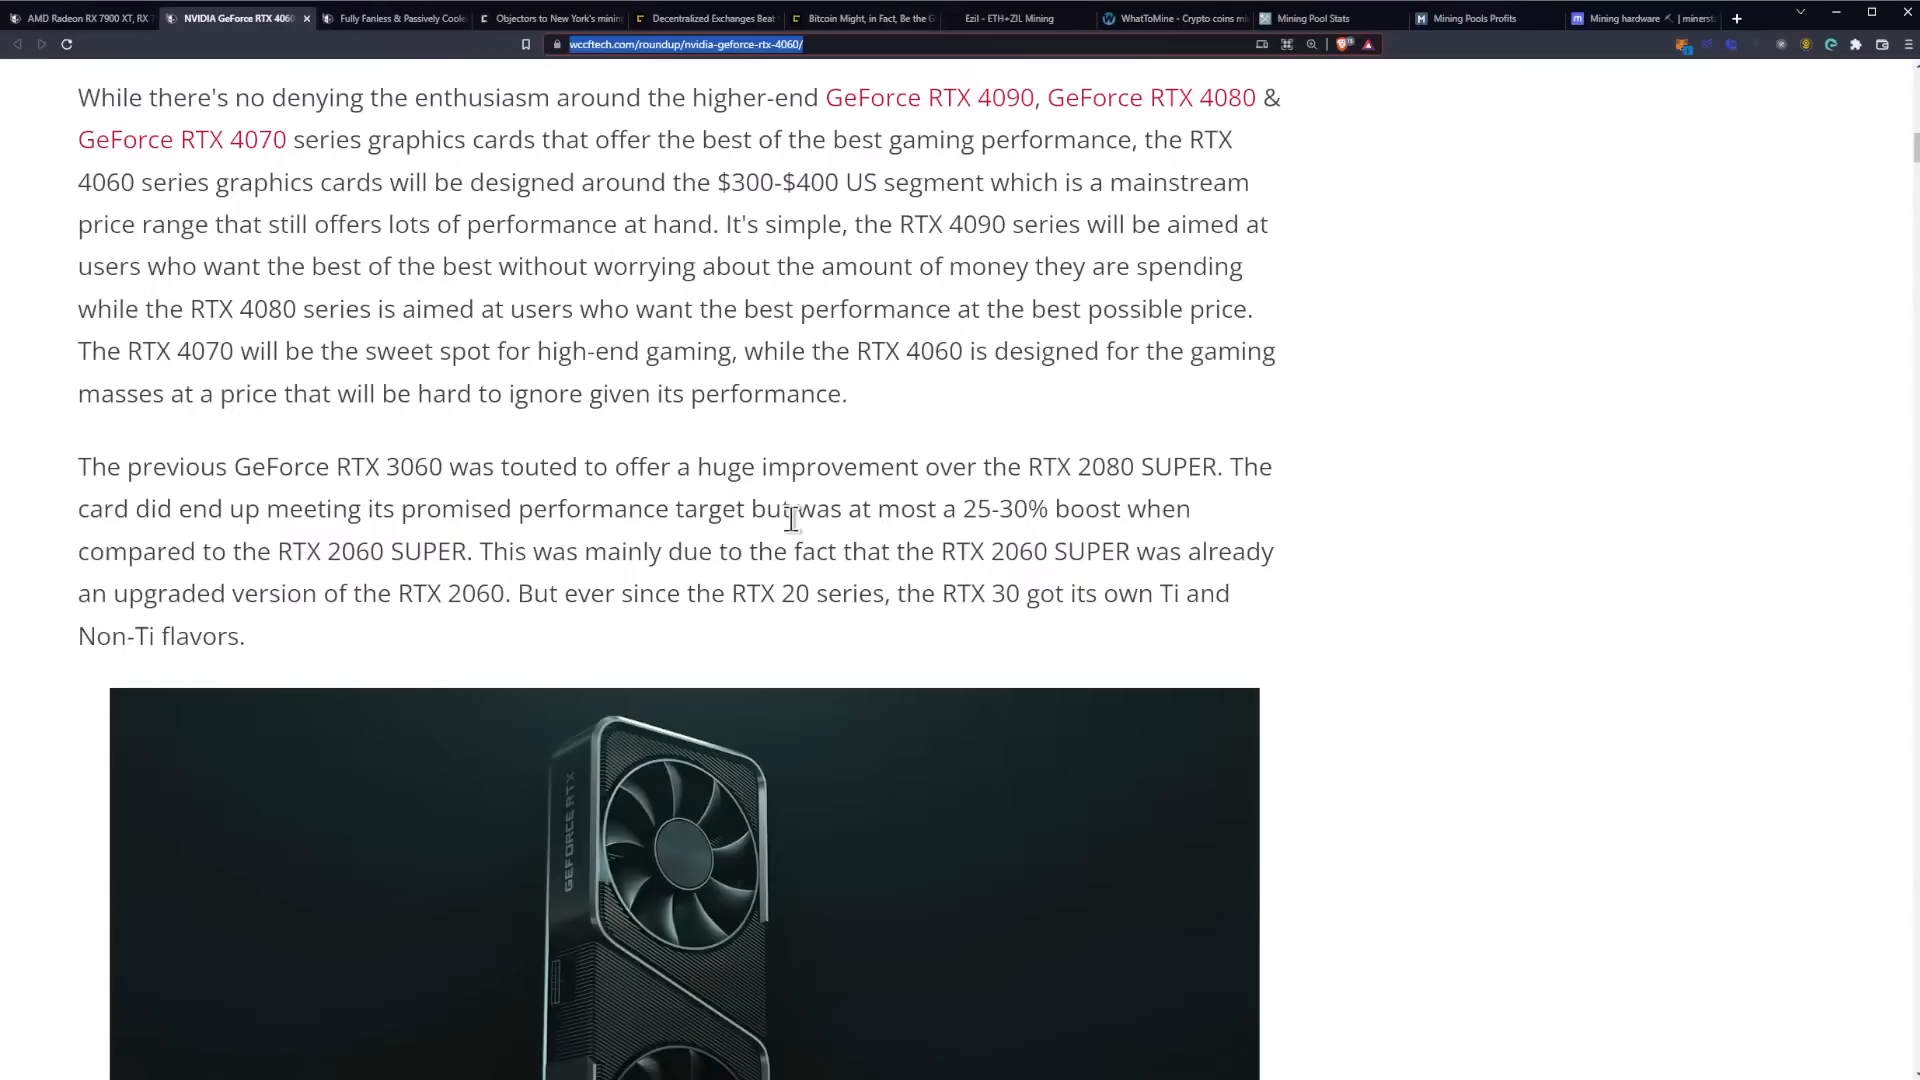 AMD Radeon RX 7900 XT, RX 7
NVIDIA GeForce RTX 4060
Fully Fanless & Passively Coole
Objectors to New York's minin
Decentralized Exchanges Beat
Bitcoin Might, in Fact, Be the G
Ezil - ETH+ZIL Mining
WhatToMine - Crypto coins mi
Mining Pool Stats
Mining Pools Profits
Mining hardware ⛏ | minerst
wccftech.com/roundup/nvidia-geforce-rtx-4060/
While there's no denying the enthusiasm around the higher-end GeForce RTX 4090, GeForce RTX 4080 &
GeForce RTX 4070 series graphics cards that offer the best of the best gaming performance, the RTX
4060 series graphics cards will be designed around the $300-$400 US segment which is a mainstream
price range that still offers lots of performance at hand. It's simple, the RTX 4090 series will be aimed at
users who want the best of the best without worrying about the amount of money they are spending
while the RTX 4080 series is aimed at users who want the best performance at the best possible price.
The RTX 4070 will be the sweet spot for high-end gaming, while the RTX 4060 is designed for the gaming
masses at a price that will be hard to ignore given its performance.
The previous GeForce RTX 3060 was touted to offer a huge improvement over the RTX 2080 SUPER. The
card did end up meeting its promised performance target but was at most a 25-30% boost when
compared to the RTX 2060 SUPER. This was mainly due to the fact that the RTX 2060 SUPER was already
an upgraded version of the RTX 2060. But ever since the RTX 20 series, the RTX 30 got its own Ti and
Non-Ti flavors.
GEFORCE RTX